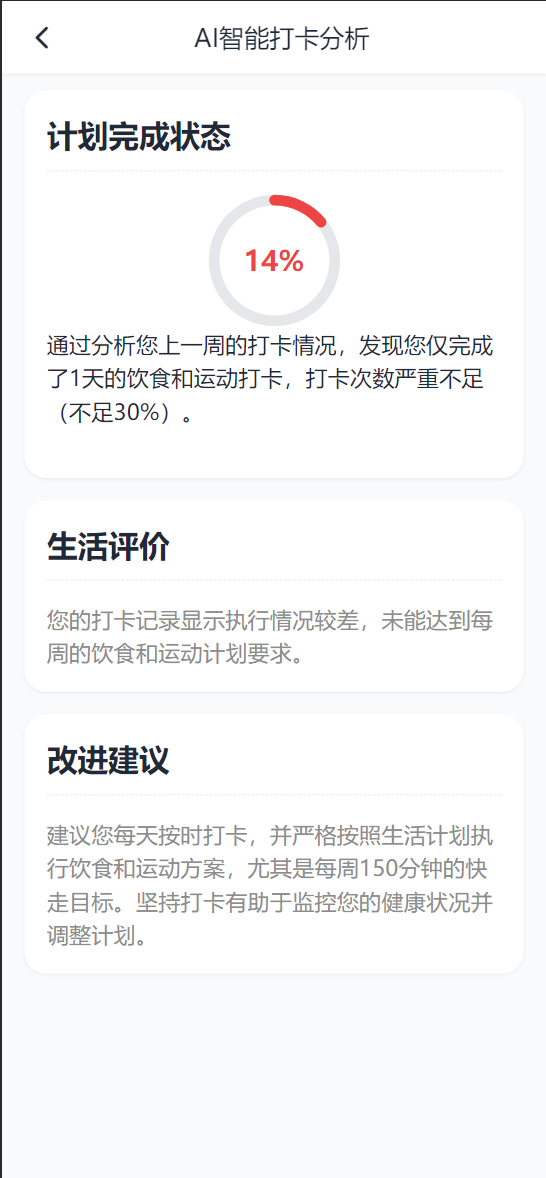 AI智能打卡分析
计划完成状态
14%
通过分析您上一周的打卡情况，发现您仅完成
了1天的饮食和运动打卡，打卡次数严重不足
（不足30%）。
生活评价
您的打卡记录显示执行情况较差，未能达到每
周的饮食和运动计划要求。
改进建议
建议您每天按时打卡，并严格按照生活计划执
行饮食和运动方案，尤其是每周150分钟的快
走目标。坚持打卡有助于监控您的健康状况并
调整计划。